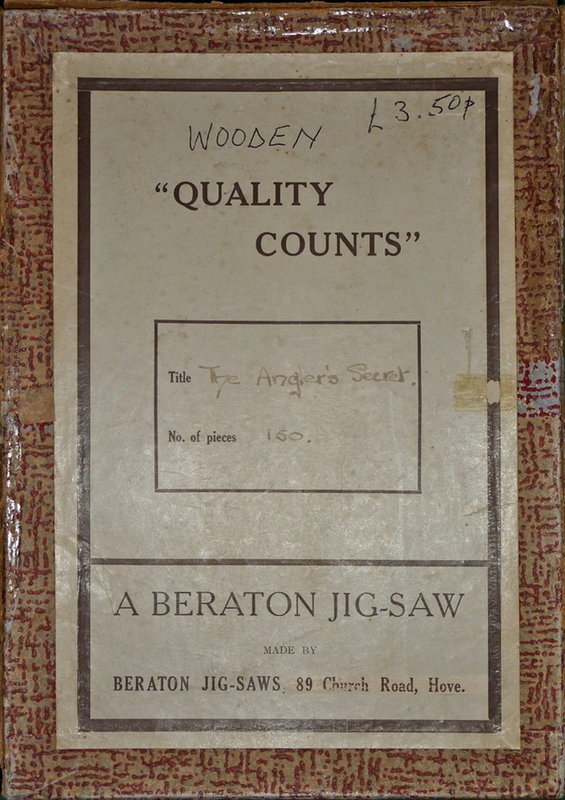 WOODEN £3.50p
"QUALITY
COUNTS"
Title The Angler's Secret.
No. of pieces 150.
A BERATON JIG-SAW
MADE BY
BERATON JIG-SAWS, 89 Church Road, Hove.